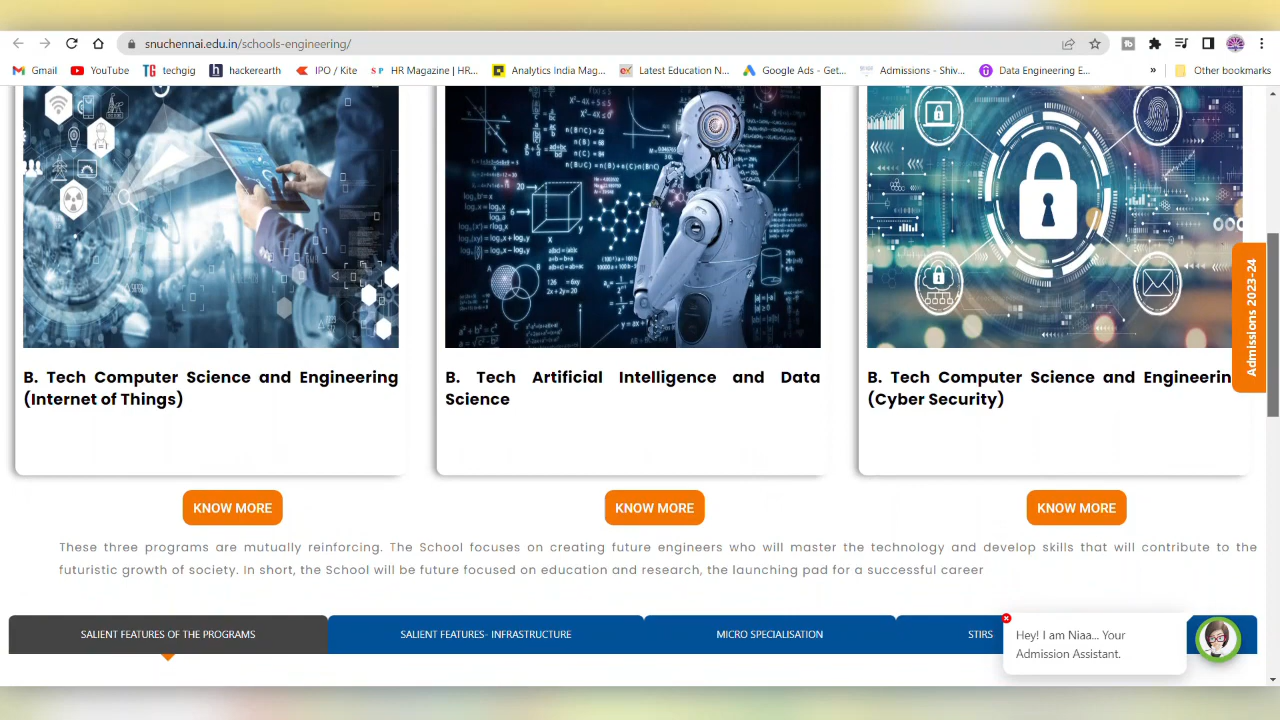 snuchennai.edu.in/schools-engineering/
Gmail YouTube techgig hackerearth IPO / Kite HR Magazine | HR... Analytics India Mag... Latest Education N... Google Ads - Get... Admissions - Shiv... Data Engineering E... » Other bookmarks
B. Tech Computer Science and Engineering
(Internet of Things)
B. Tech Artificial Intelligence and Data
Science
B. Tech Computer Science and Engineerin
(Cyber Security)
Admissions 2023-24
KNOW MORE KNOW MORE KNOW MORE
These three programs are mutually reinforcing. The School focuses on creating future engineers who will master the technology and develop skills that will contribute to the
futuristic growth of society. In short, the School will be future focused on education and research, the launching pad for a successful career
SALIENT FEATURES OF THE PROGRAMS SALIENT FEATURES- INFRASTRUCTURE MICRO SPECIALISATION STIRS
Hey! I am Niaa... Your
Admission Assistant.